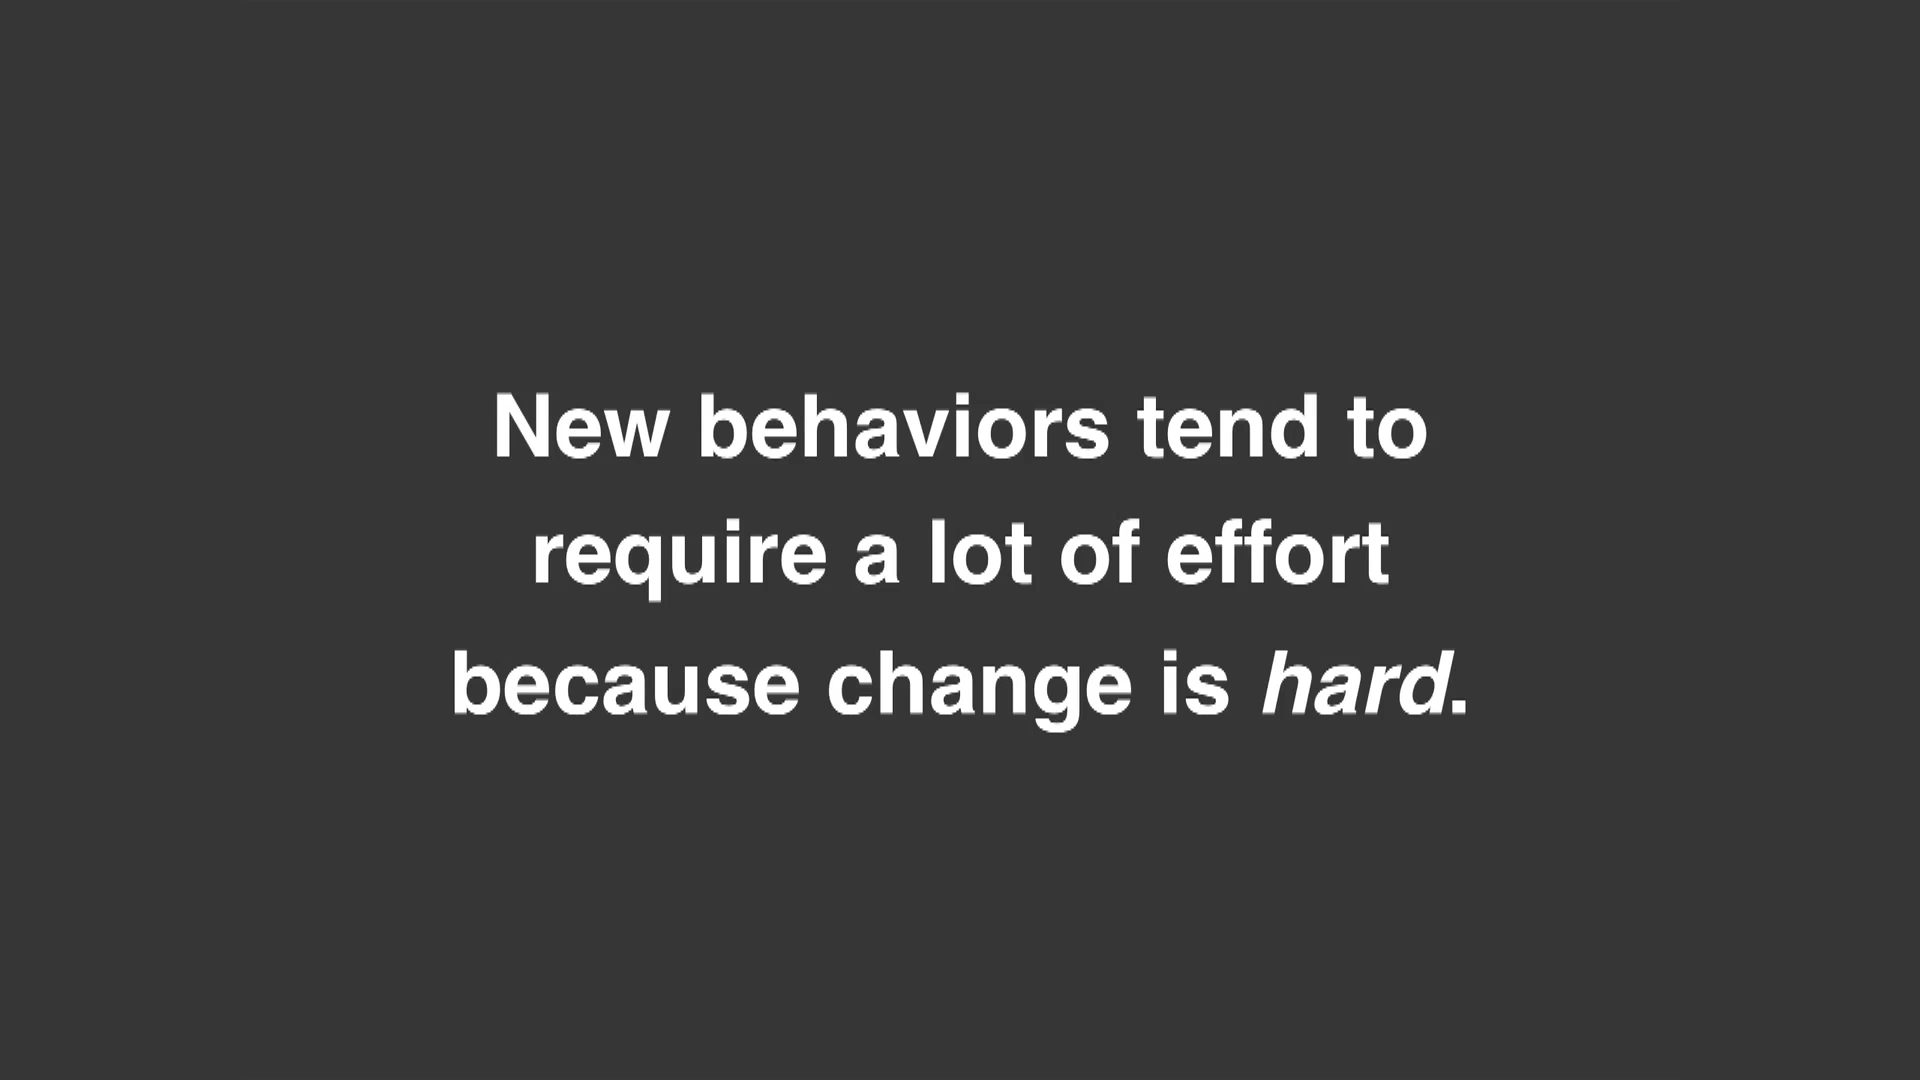 New behaviors tend to
require a lot of effort
because change is hard.